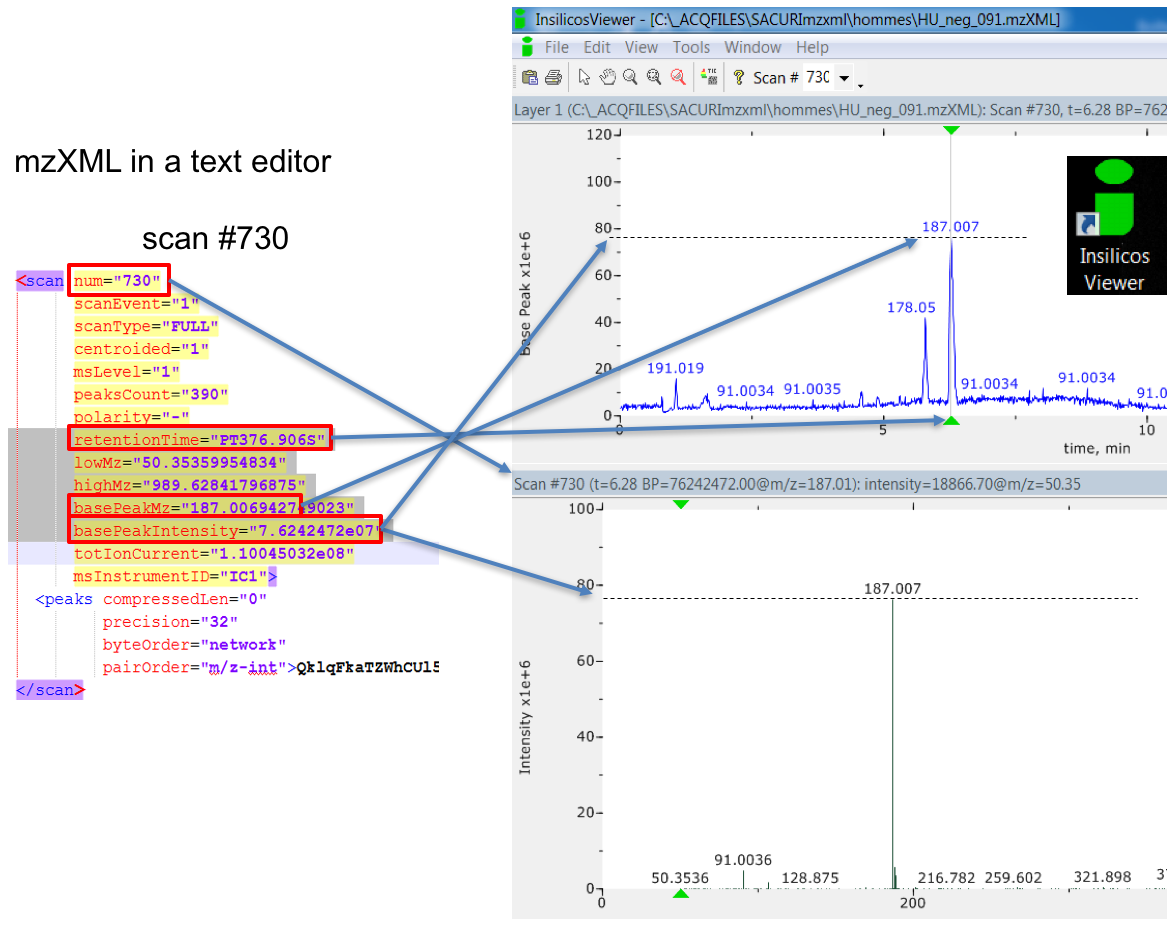 mzXML in a text editor
scan #730
<scan num="730"
scanEvent="1"
scanType="FULL"
centroided="1"
msLevel="1"
peaksCount="390"
polarity="-"
retentionTime="PT376.906S"
lowMz="50.35359954834"
highMz="989.62841796875"
basePeakMz="187.006942749023"
basePeakIntensity="7.6242472e07"
totIonCurrent="1.10045032e08"
msInstrumentID="IC1">
<peaks compressedLen="0"
precision="32"
byteOrder="network"
pairOrder="m/z-int">QklqFkaTZWhCUl5
</scan>
InsilicosViewer - [C:\_ACQFILES\SACURImzxml\hommes\HU_neg_091.mzXML]
File Edit View Tools Window Help
TIC
Scan # 730
Layer 1 (C:\_ACQFILES\SACURImzxml\hommes\HU_neg_091.mzXML): Scan #730, t=6.28 BP=762
Base Peak x1e+6
120
100
80
60
40
20
0
187.007
178.05
191.019
91.0034
91.0035
91.0034
91.0034
91.0
0
5
10
time, min
Insilicos
Viewer
Scan #730 (t=6.28 BP=76242472.00@m/z=187.01): intensity=18866.70@m/z=50.35
Intensity x1e+6
100
80
60
40
20
0
187.007
91.0036
50.3536
128.875
216.782
259.602
321.898
0
200